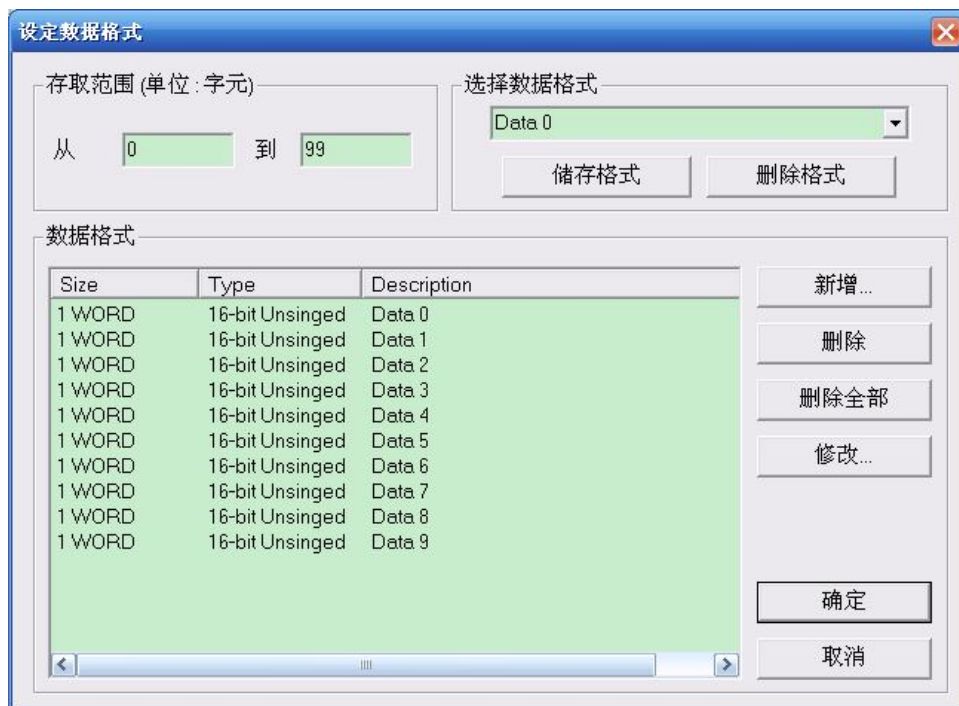 设定数据格式
存取范围 (单位 : 字元)
从 0 到 99
选择数据格式
Data 0
储存格式 删除格式
数据格式
Size Type Description
1 WORD 16-bit Unsinged Data 0
1 WORD 16-bit Unsinged Data 1
1 WORD 16-bit Unsinged Data 2
1 WORD 16-bit Unsinged Data 3
1 WORD 16-bit Unsinged Data 4
1 WORD 16-bit Unsinged Data 5
1 WORD 16-bit Unsinged Data 6
1 WORD 16-bit Unsinged Data 7
1 WORD 16-bit Unsinged Data 8
1 WORD 16-bit Unsinged Data 9
新增...
删除
删除全部
修改...
确定
取消